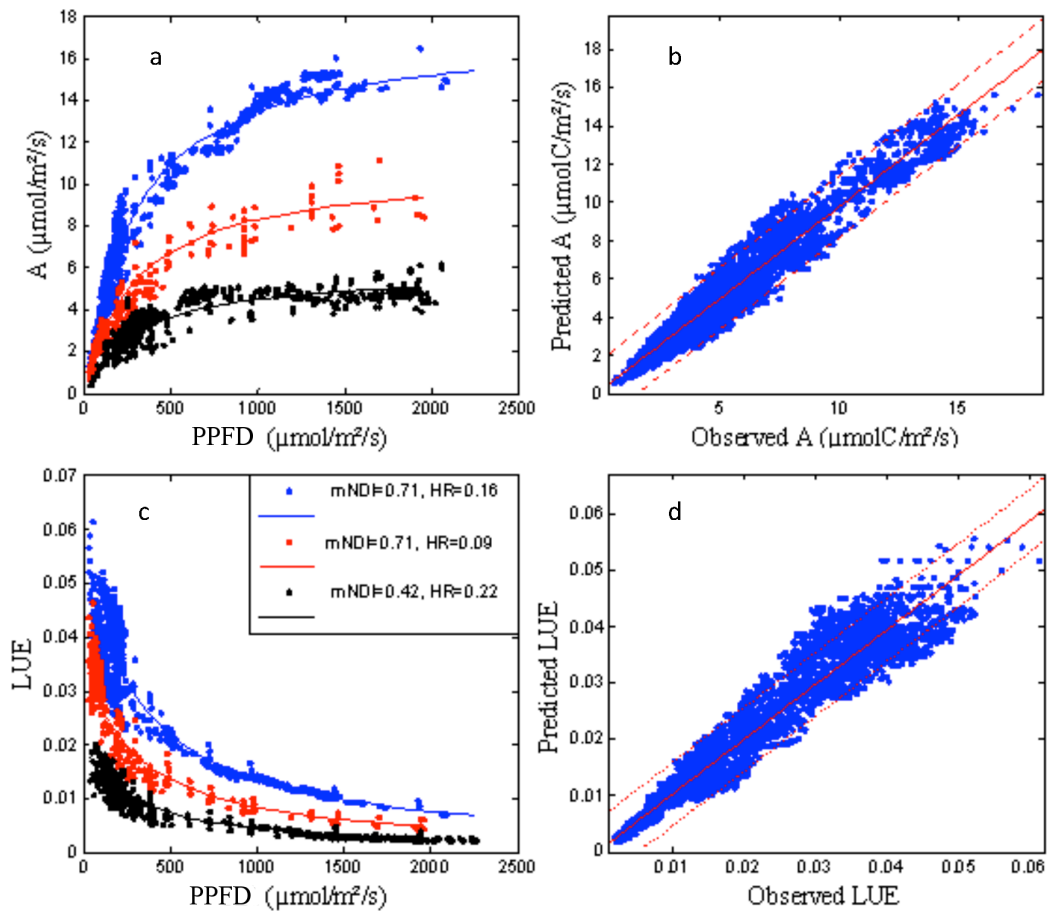 a
18
16
14
12
10
8
6
4
2
0
A (μmol/m²/s)
0 500 1000 1500 2000 2500
PPFD (μmol/m²/s)
b
18
16
14
12
10
8
6
4
2
0
Predicted A (μmolC/m²/s)
5 10 15
Observed A (μmolC/m²/s)
c
0.07
0.06
0.05
0.04
0.03
0.02
0.01
0
LUE
mNDI=0.71, HR=0.16
mNDI=0.71, HR=0.09
mNDI=0.42, HR=0.22
0 500 1000 1500 2000 2500
PPFD (μmol/m²/s)
d
0.06
0.05
0.04
0.03
0.02
0.01
0
Predicted LUE
0.01 0.02 0.03 0.04 0.05 0.06
Observed LUE